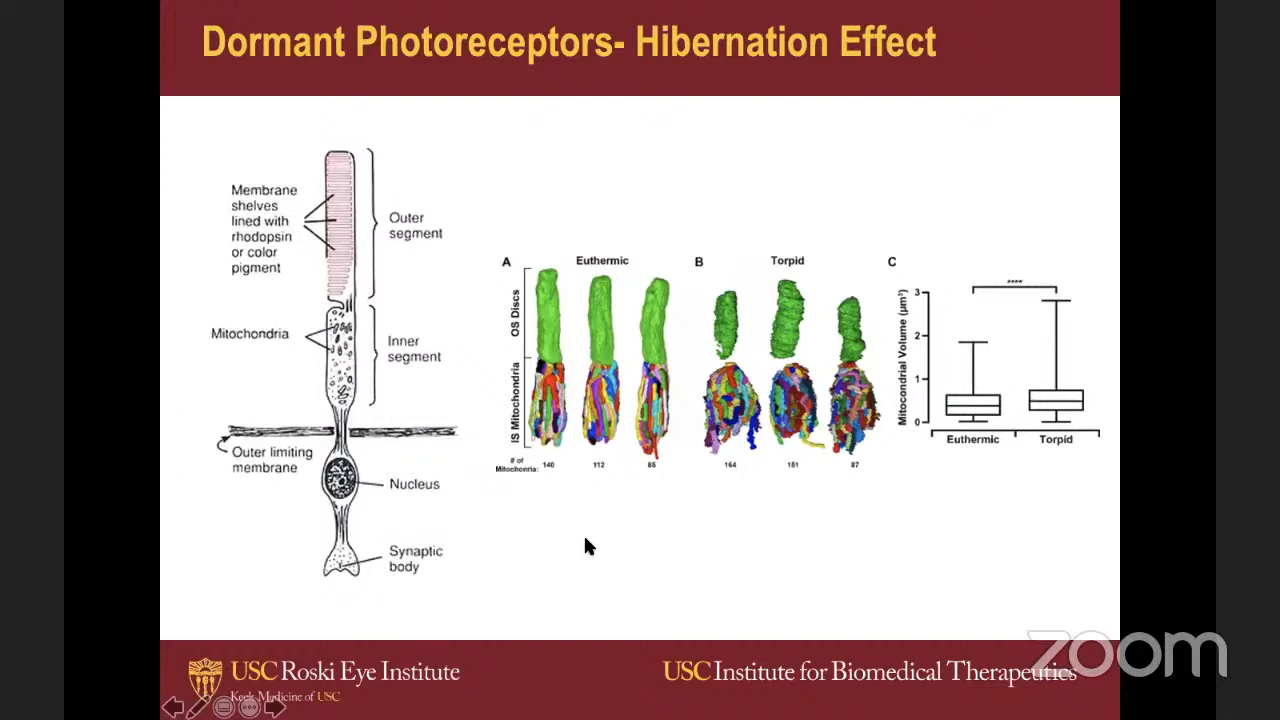 Dormant Photoreceptors- Hibernation Effect
Membrane
shelves
lined with
rhodopsin
or color
pigment
Outer
segment
Mitochondria
Inner
segment
Outer limiting
membrane
Nucleus
Synaptic
body
A
Euthermic
OS Discs
IS Mitochondria
# of
Mitochonria:
140
112
85
B
Torpid
164
151
87
C
****
Mitocondrial Volume (μm³)
3
2
1
0
Euthermic
Torpid
USC Roski Eye Institute
Keck Medicine of USC
USC Institute for Biomedical Therapeutics
zoom